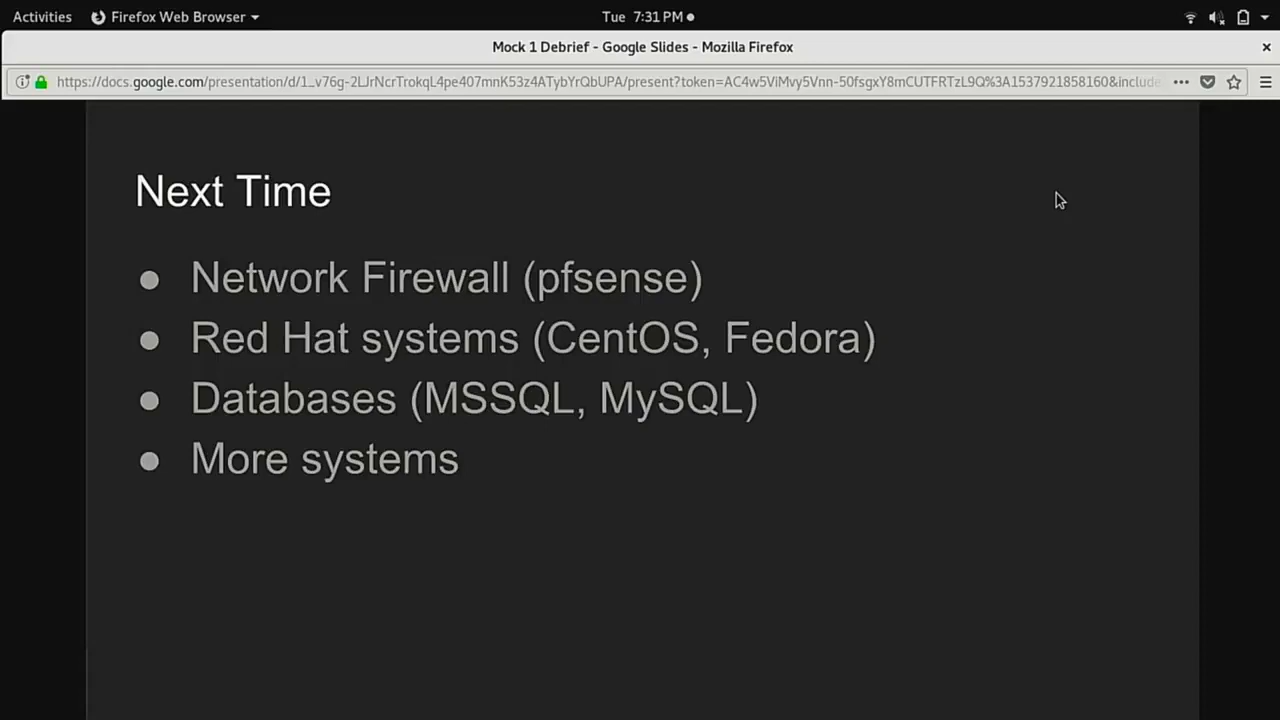 Activities Firefox Web Browser Tue 7:31 PM
Mock 1 Debrief - Google Slides - Mozilla Firefox
https://docs.google.com/presentation/d/1_v76g-2LJrNcrTrokqL4pe407mnK53z4ATybYrQbUPA/present?token=AC4w5ViMvy5Vnn-50fsgxY8mCUTFRTzL9Q%3A1537921858160&include
Next Time
● Network Firewall (pfsense)
● Red Hat systems (CentOS, Fedora)
● Databases (MSSQL, MySQL)
● More systems